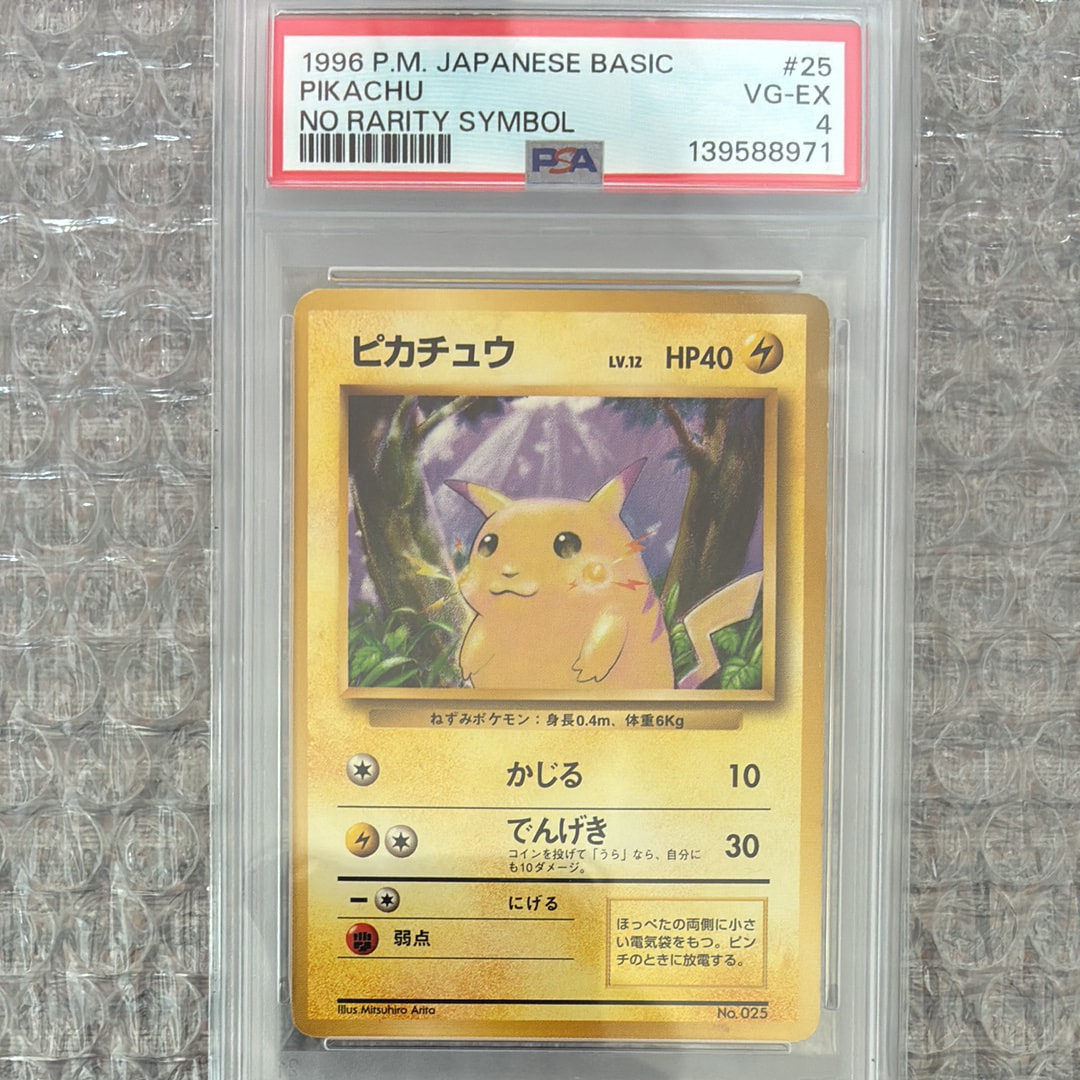 1996 P.M. JAPANESE BASIC #25
PIKACHU VG-EX
NO RARITY SYMBOL 4
PSA 139588971
ピカチュウ LV.12 HP40
ねずみポケモン：身長0.4m、体重6Kg
かじる 10
でんげき 30
コインを投げて「うら」なら、自分に
も10ダメージ。
にげる
弱点
ほっぺたの両側に小さ
い電気袋をもつ。ピン
チのときに放電する。
Illus.Mitsuhiro Arita No.025